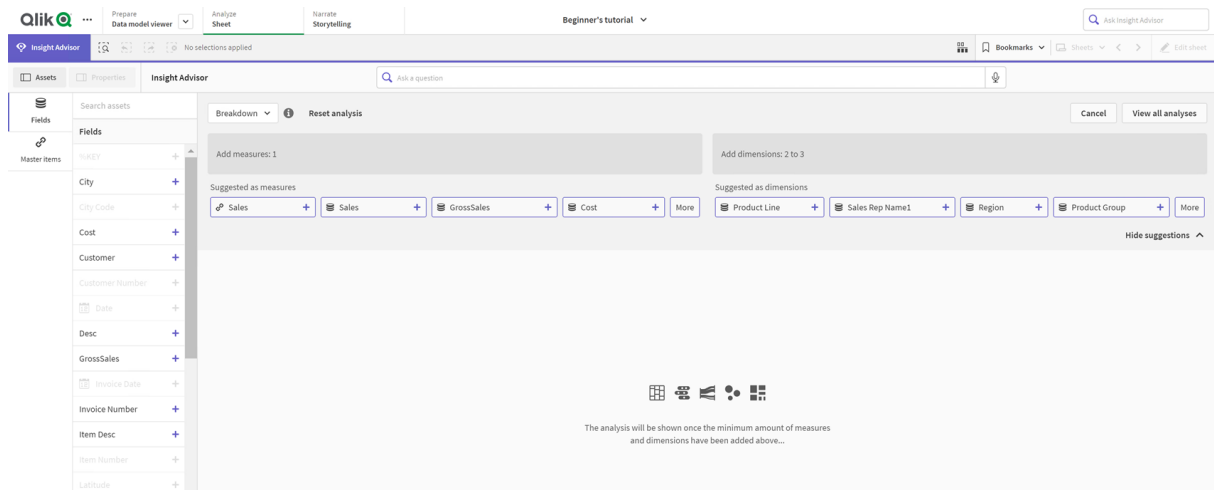 Qlik
Prepare
Data model viewer
Analyze
Sheet
Narrate
Storytelling
Beginner's tutorial
Ask Insight Advisor
Insight Advisor
No selections applied
Bookmarks
Sheets
Edit sheet
Assets
Properties
Insight Advisor
Ask a question
Fields
Master items
Search assets
Fields
%KEY
City
City Code
Cost
Customer
Customer Number
Date
Desc
GrossSales
Invoice Date
Invoice Number
Item Desc
Item Number
Latitude
Breakdown
Reset analysis
Cancel
View all analyses
Add measures: 1
Add dimensions: 2 to 3
Suggested as measures
Sales
Sales
GrossSales
Cost
More
Suggested as dimensions
Product Line
Sales Rep Name1
Region
Product Group
More
Hide suggestions
The analysis will be shown once the minimum amount of measures
and dimensions have been added above...